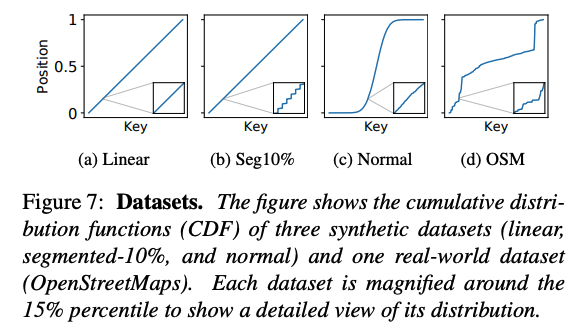 1
0.5
0
Position
Key
Key
Key
Key
(a) Linear
(b) Seg10%
(c) Normal
(d) OSM
Figure 7: Datasets. The figure shows the cumulative distri-
bution functions (CDF) of three synthetic datasets (linear,
segmented-10%, and normal) and one real-world dataset
(OpenStreetMaps). Each dataset is magnified around the
15% percentile to show a detailed view of its distribution.